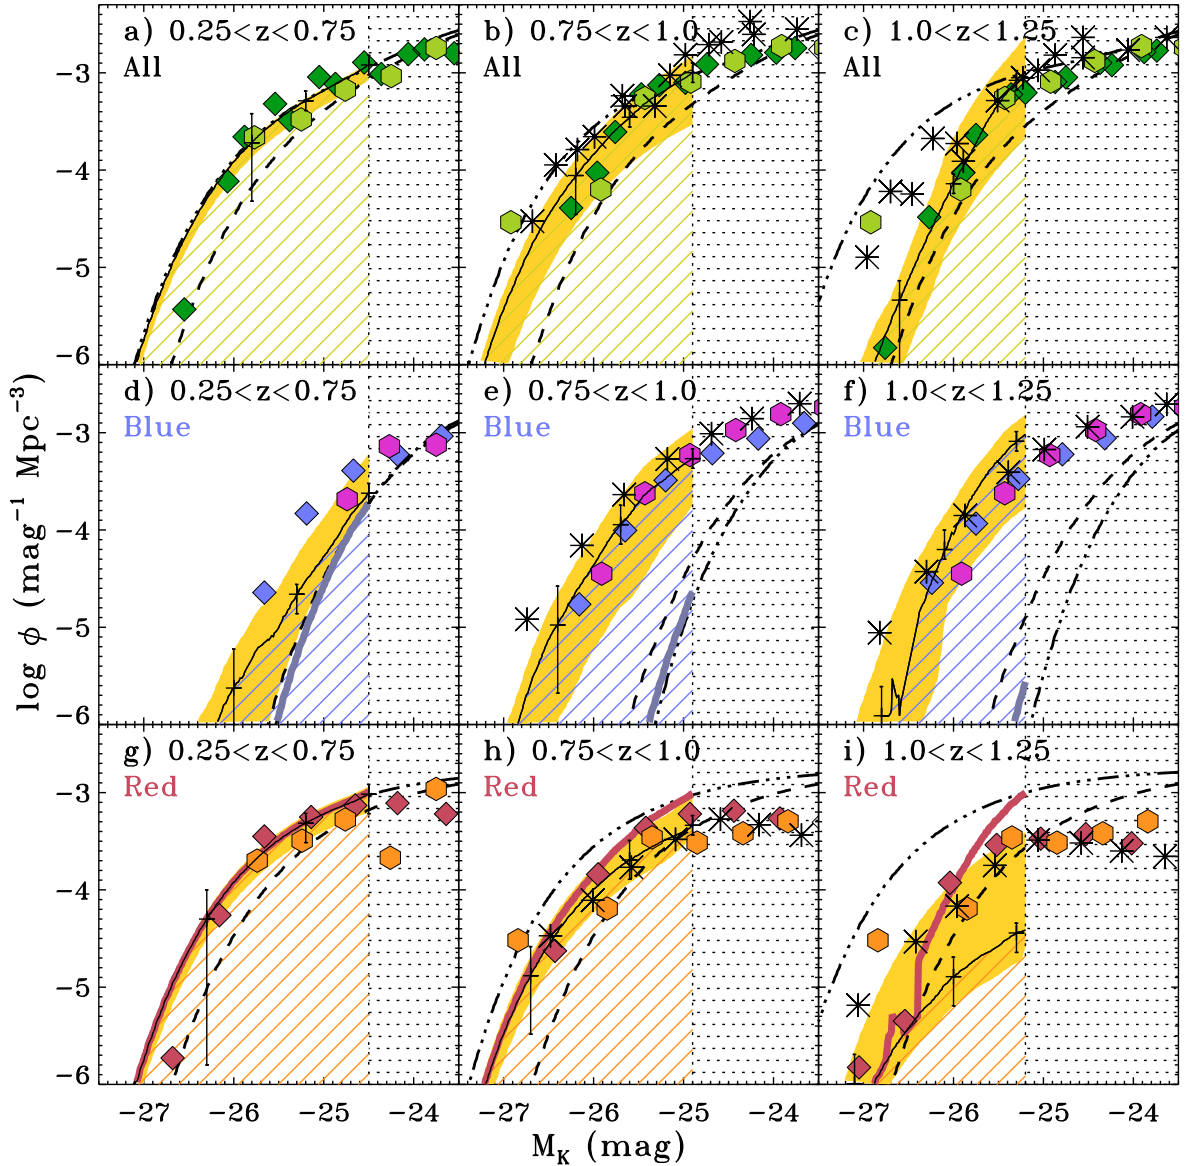 a) 0.25<z<0.75
All
b) 0.75<z<1.0
All
c) 1.0<z<1.25
All
−3
−4
−5
−6
d) 0.25<z<0.75
Blue
e) 0.75<z<1.0
Blue
f) 1.0<z<1.25
Blue
−3
−4
−5
−6
g) 0.25<z<0.75
Red
h) 0.75<z<1.0
Red
i) 1.0<z<1.25
Red
−3
−4
−5
−6
log ϕ (mag⁻¹ Mpc⁻³)
−27 −26 −25 −24 −27 −26 −25 −24 −27 −26 −25 −24
M_K (mag)